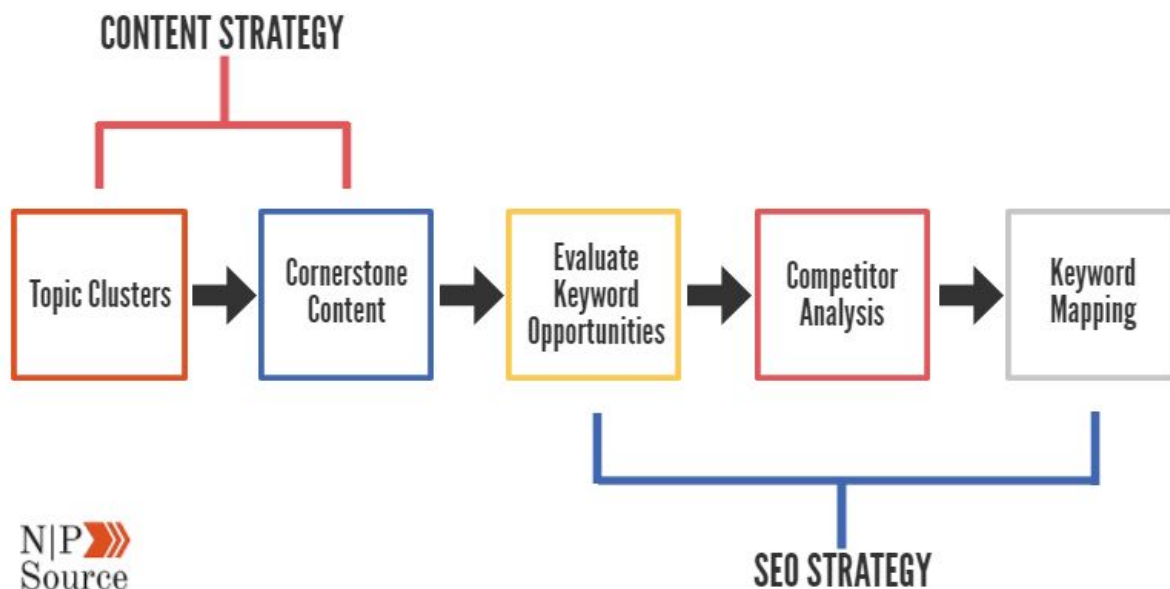 CONTENT STRATEGY
Topic Clusters
Cornerstone
Content
Evaluate
Keyword
Opportunities
Competitor
Analysis
Keyword
Mapping
SEO STRATEGY
N|P
Source